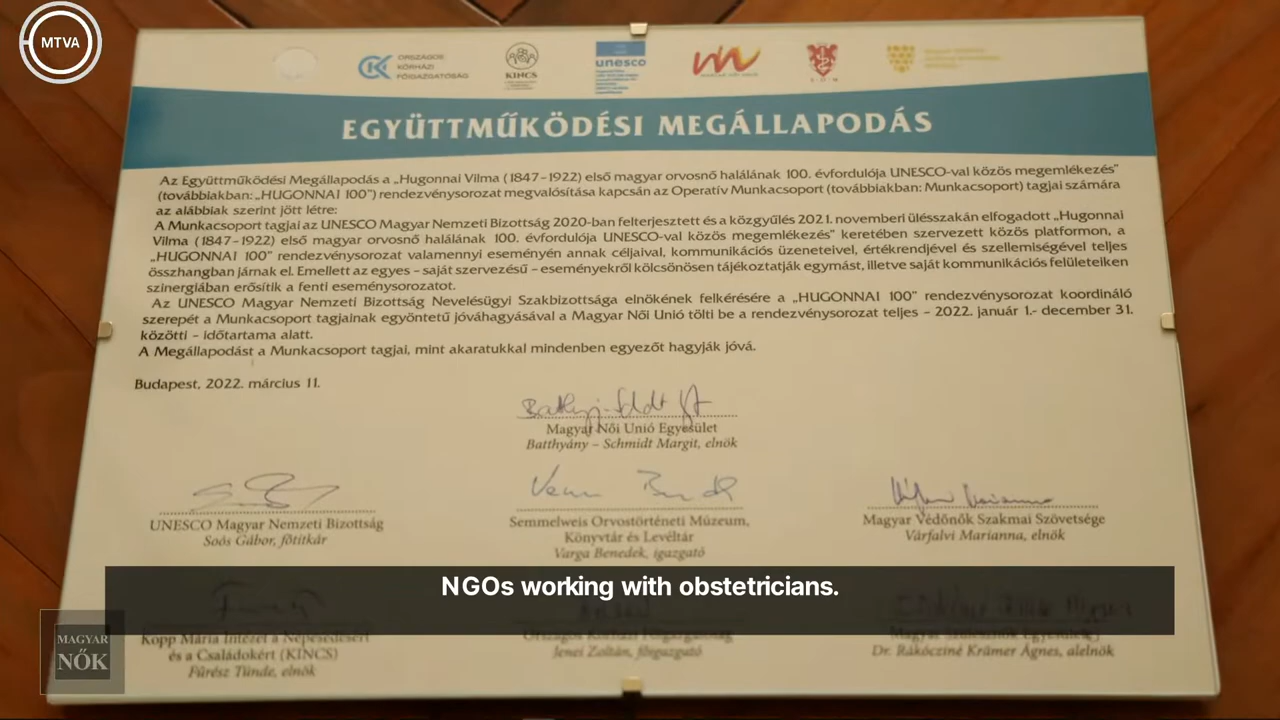 MTVA
ORSZÁGOS
KÓRHÁZI
FŐIGAZGATÓSÁG
KINCS
unesco
EGYÜTTMŰKÖDÉSI MEGÁLLAPODÁS
Az Együttműködési Megállapodás a „Hugonnai Vilma (1847–1922) első magyar orvosnő halálának 100. évfordulója UNESCO-val közös megemlékezés”
(továbbiakban: „HUGONNAI 100”) rendezvénysorozat megvalósítása kapcsán az Operatív Munkacsoport (továbbiakban: Munkacsoport) tagjai számára
az alábbiak szerint jött létre:
A Munkacsoport tagjai az UNESCO Magyar Nemzeti Bizottság 2020-ban felterjesztett és a közgyűlés 2021. novemberi ülésszakán elfogadott „Hugonnai
Vilma (1847–1922) első magyar orvosnő halálának 100. évfordulója UNESCO-val közös megemlékezés” keretében szervezett közös platformon, a
„HUGONNAI 100” rendezvénysorozat valamennyi eseményén annak céljaival, kommunikációs üzeneteivel, értékrendjével és szellemiségével teljes
összhangban járnak el. Emellett az egyes – saját szervezésű – eseményekről kölcsönösen tájékoztatják egymást, illetve saját kommunikációs felületeiken
szinergiában erősítik a fenti eseménysorozatot.
Az UNESCO Magyar Nemzeti Bizottság Nevelésügyi Szakbizottsága elnökének felkérésére a „HUGONNAI 100” rendezvénysorozat koordináló
szerepét a Munkacsoport tagjainak egyöntetű jóváhagyásával a Magyar Női Unió tölti be a rendezvénysorozat teljes – 2022. január 1.- december 31.
közötti – időtartama alatt.
A Megállapodást a Munkacsoport tagjai, mint akaratukkal mindenben egyezőt hagyják jóvá.
Budapest, 2022. március 11.
Magyar Női Unió Egyesület
Batthyány – Schmidt Margit, elnök
UNESCO Magyar Nemzeti Bizottság
Soós Gábor, főtitkár
Semmelweis Orvostörténeti Múzeum,
Könyvtár és Levéltár
Varga Benedek, igazgató
Magyar Védőnők Szakmai Szövetsége
Várfalvi Marianna, elnök
NGOs working with obstetricians.
Kopp Mária Intézet a Népesedésért
és a Családokért (KINCS)
Fűrész Tünde, elnök
Országos Kórházi Főigazgatóság
Jenei Zoltán, főigazgató
Magyar Szülésznők Egyesülete
Dr. Rákócziné Krämer Ágnes, alelnök
MAGYAR
NŐK